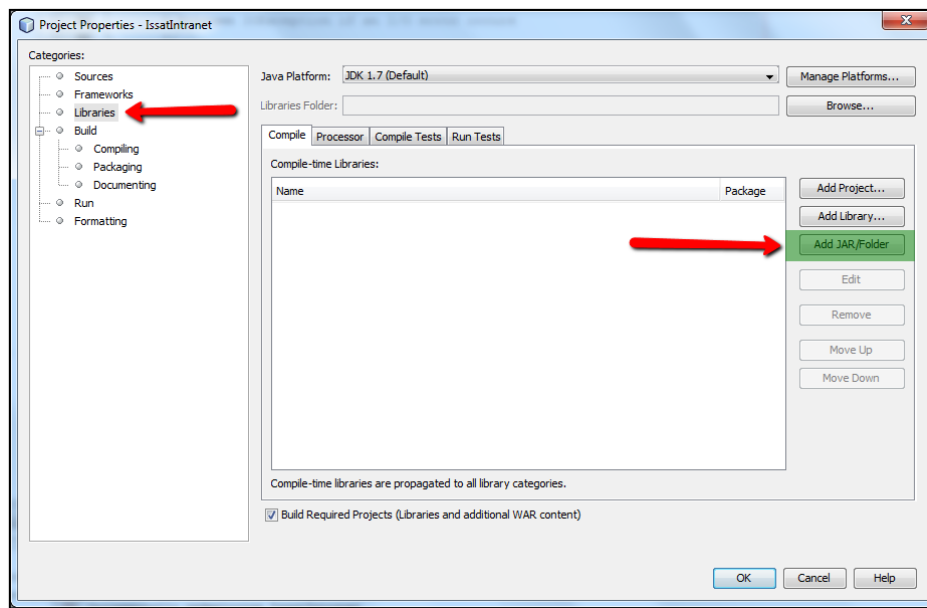 Project Properties - IssatIntranet
Categories:
Sources
Frameworks
Libraries
Build
Compiling
Packaging
Documenting
Run
Formatting
Java Platform: JDK 1.7 (Default) Manage Platforms...
Libraries Folder: Browse...
Compile Processor Compile Tests Run Tests
Compile-time Libraries:
Name Package
Add Project...
Add Library...
Add JAR/Folder
Edit
Remove
Move Up
Move Down
Compile-time libraries are propagated to all library categories.
Build Required Projects (Libraries and additional WAR content)
OK Cancel Help